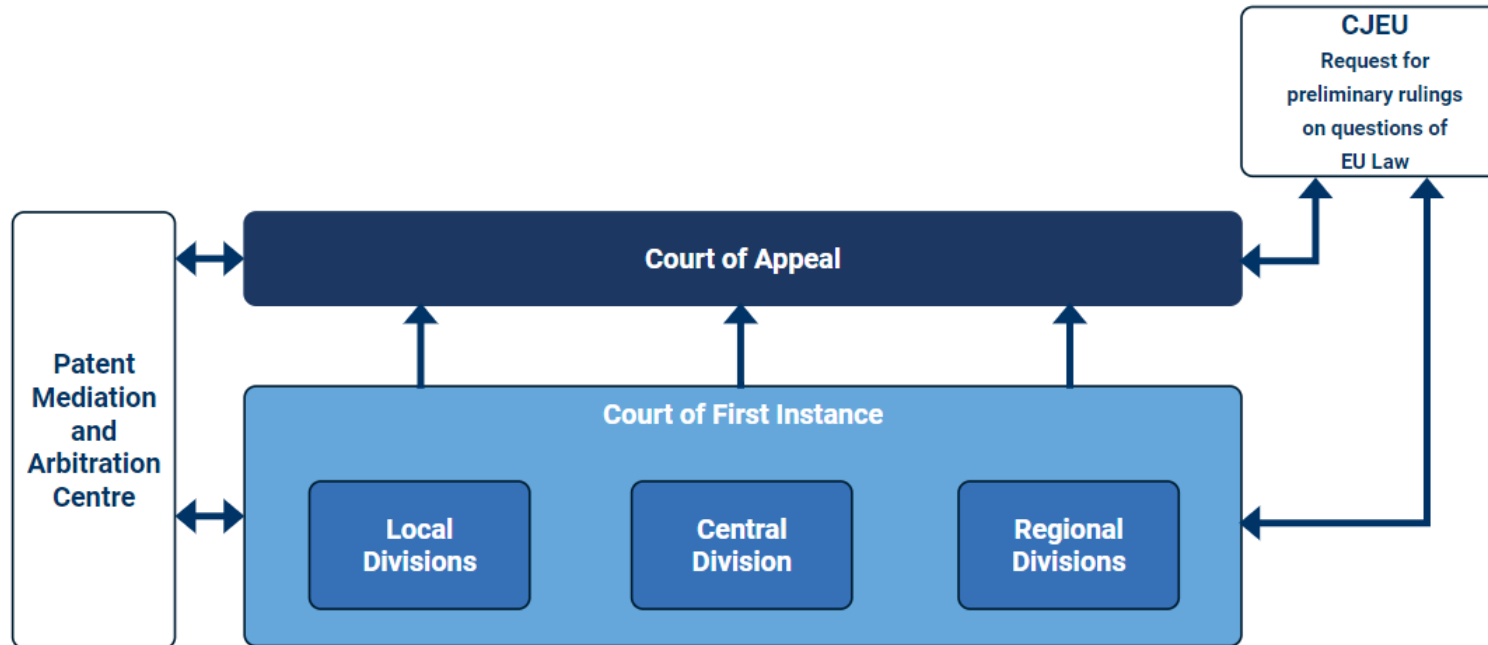 CJEU
Request for
preliminary rulings
on questions of
EU Law
Court of Appeal
Patent
Mediation
and
Arbitration
Centre
Court of First Instance
Local
Divisions
Central
Division
Regional
Divisions